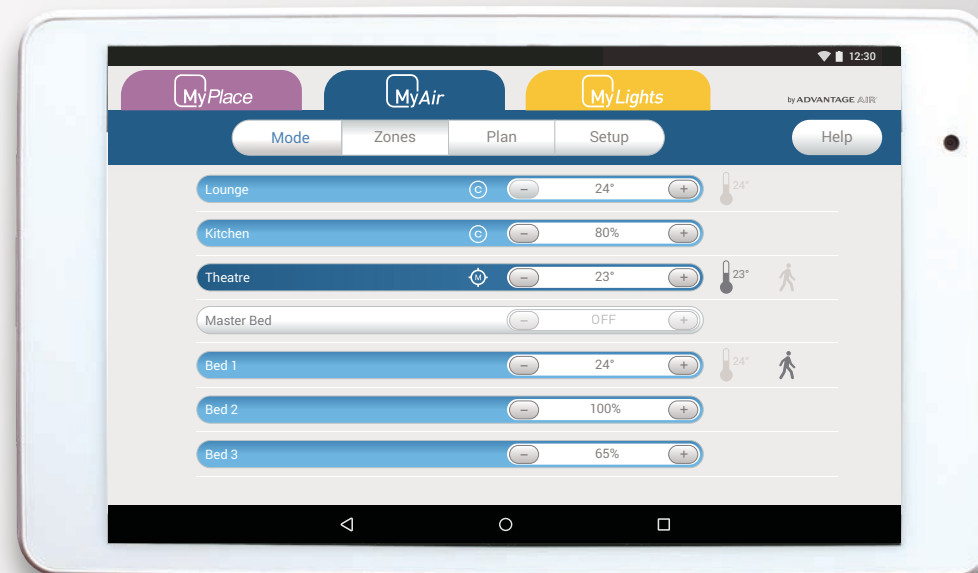 12:30
MyPlace
MyAir
MyLights
by ADVANTAGE AIR
Mode Zones Plan Setup Help
Lounge C - 24° + 24°
Kitchen C - 80% +
Theatre M - 23° + 23°
Master Bed - OFF +
Bed 1 - 24° + 24°
Bed 2 - 100% +
Bed 3 - 65% +